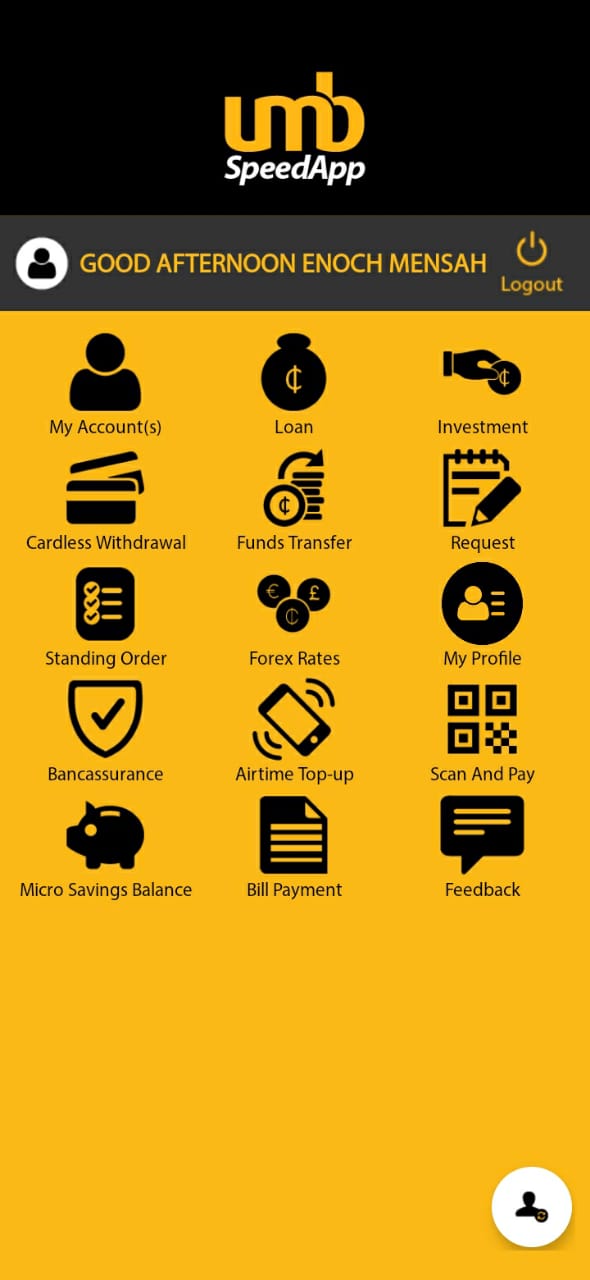 umb
SpeedApp
GOOD AFTERNOON ENOCH MENSAH
Logout
My Account(s)
Loan
Investment
Cardless Withdrawal
Funds Transfer
Request
Standing Order
Forex Rates
My Profile
Bancassurance
Airtime Top-up
Scan And Pay
Micro Savings Balance
Bill Payment
Feedback